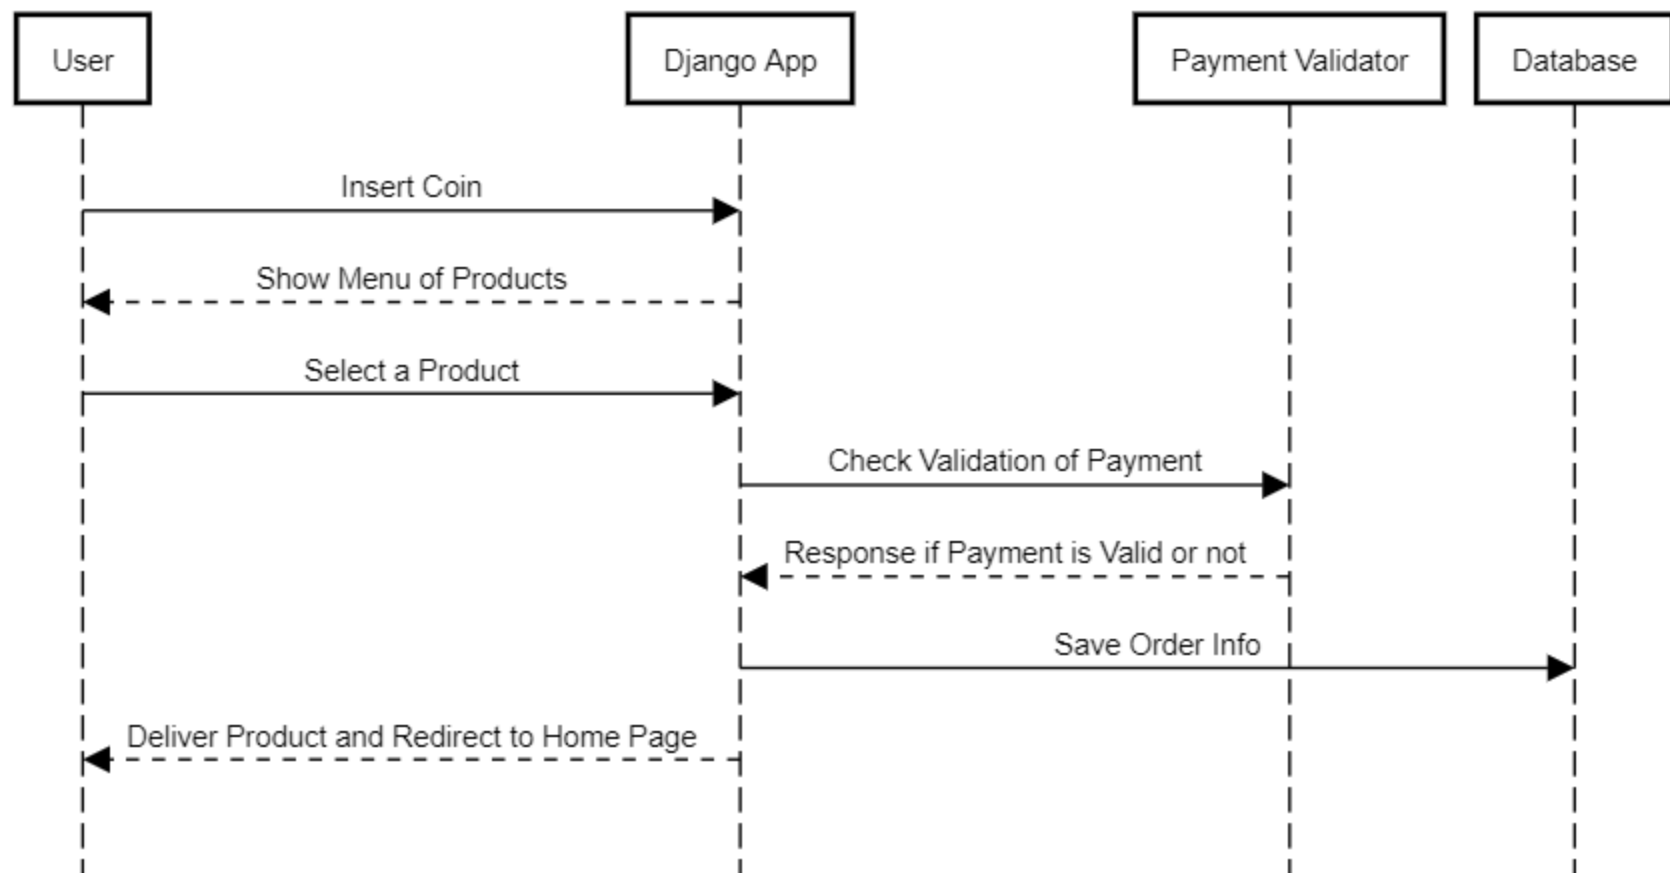 User
Django App
Payment Validator
Database
Insert Coin
Show Menu of Products
Select a Product
Check Validation of Payment
Response if Payment is Valid or not
Save Order Info
Deliver Product and Redirect to Home Page